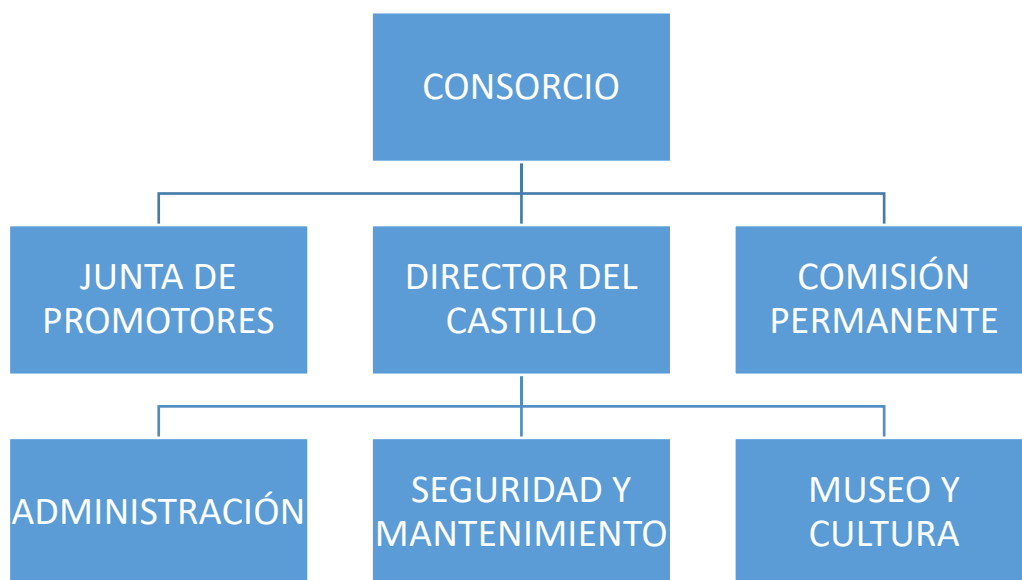 CONSORCIO
JUNTA DE
PROMOTORES
DIRECTOR DEL
CASTILLO
COMISIÓN
PERMANENTE
ADMINISTRACIÓN
SEGURIDAD Y
MANTENIMIENTO
MUSEO Y
CULTURA